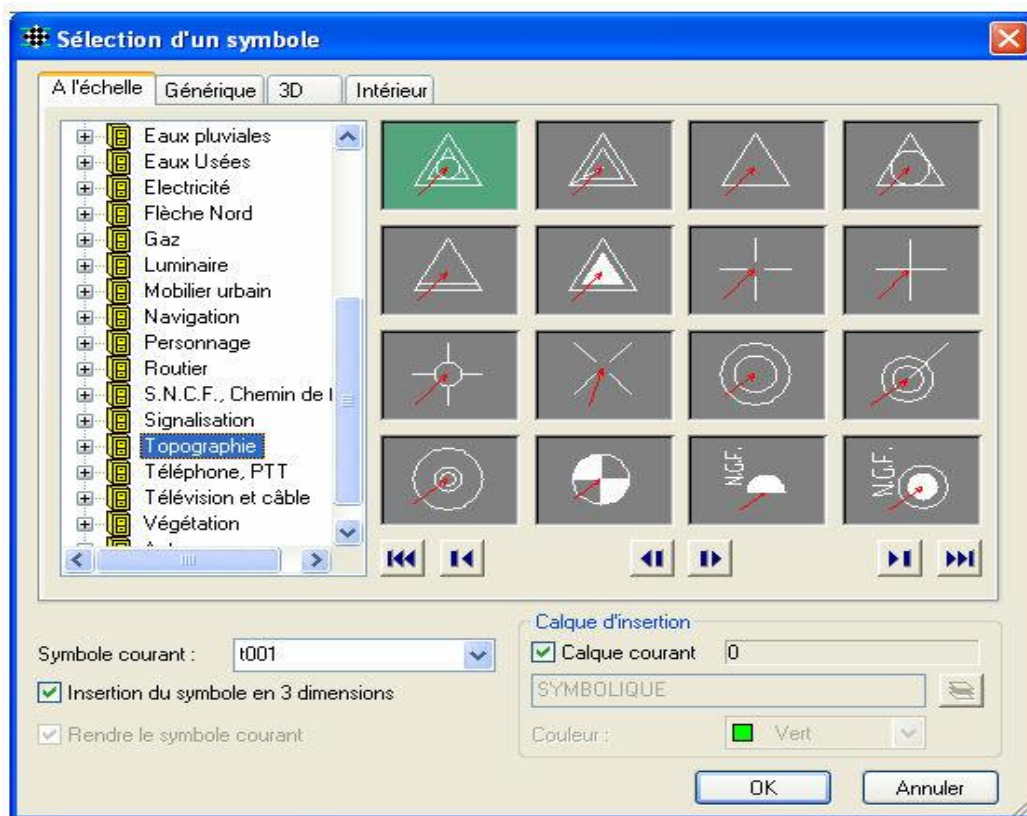 Sélection d'un symbole
A l'échelle Générique 3D Intérieur
Eaux pluviales
Eaux Usées
Electricité
Flèche Nord
Gaz
Luminaire
Mobilier urbain
Navigation
Personnage
Routier
S.N.C.F., Chemin de
Signalisation
Topographie
Téléphone, PTT
Télévision et câble
Végétation
N.G.F.
N.G.F.
Symbole courant : t001
Insertion du symbole en 3 dimensions
Rendre le symbole courant
Calque d'insertion
Calque courant 0
SYMBOLIQUE
Couleur : Vert
OK Annuler